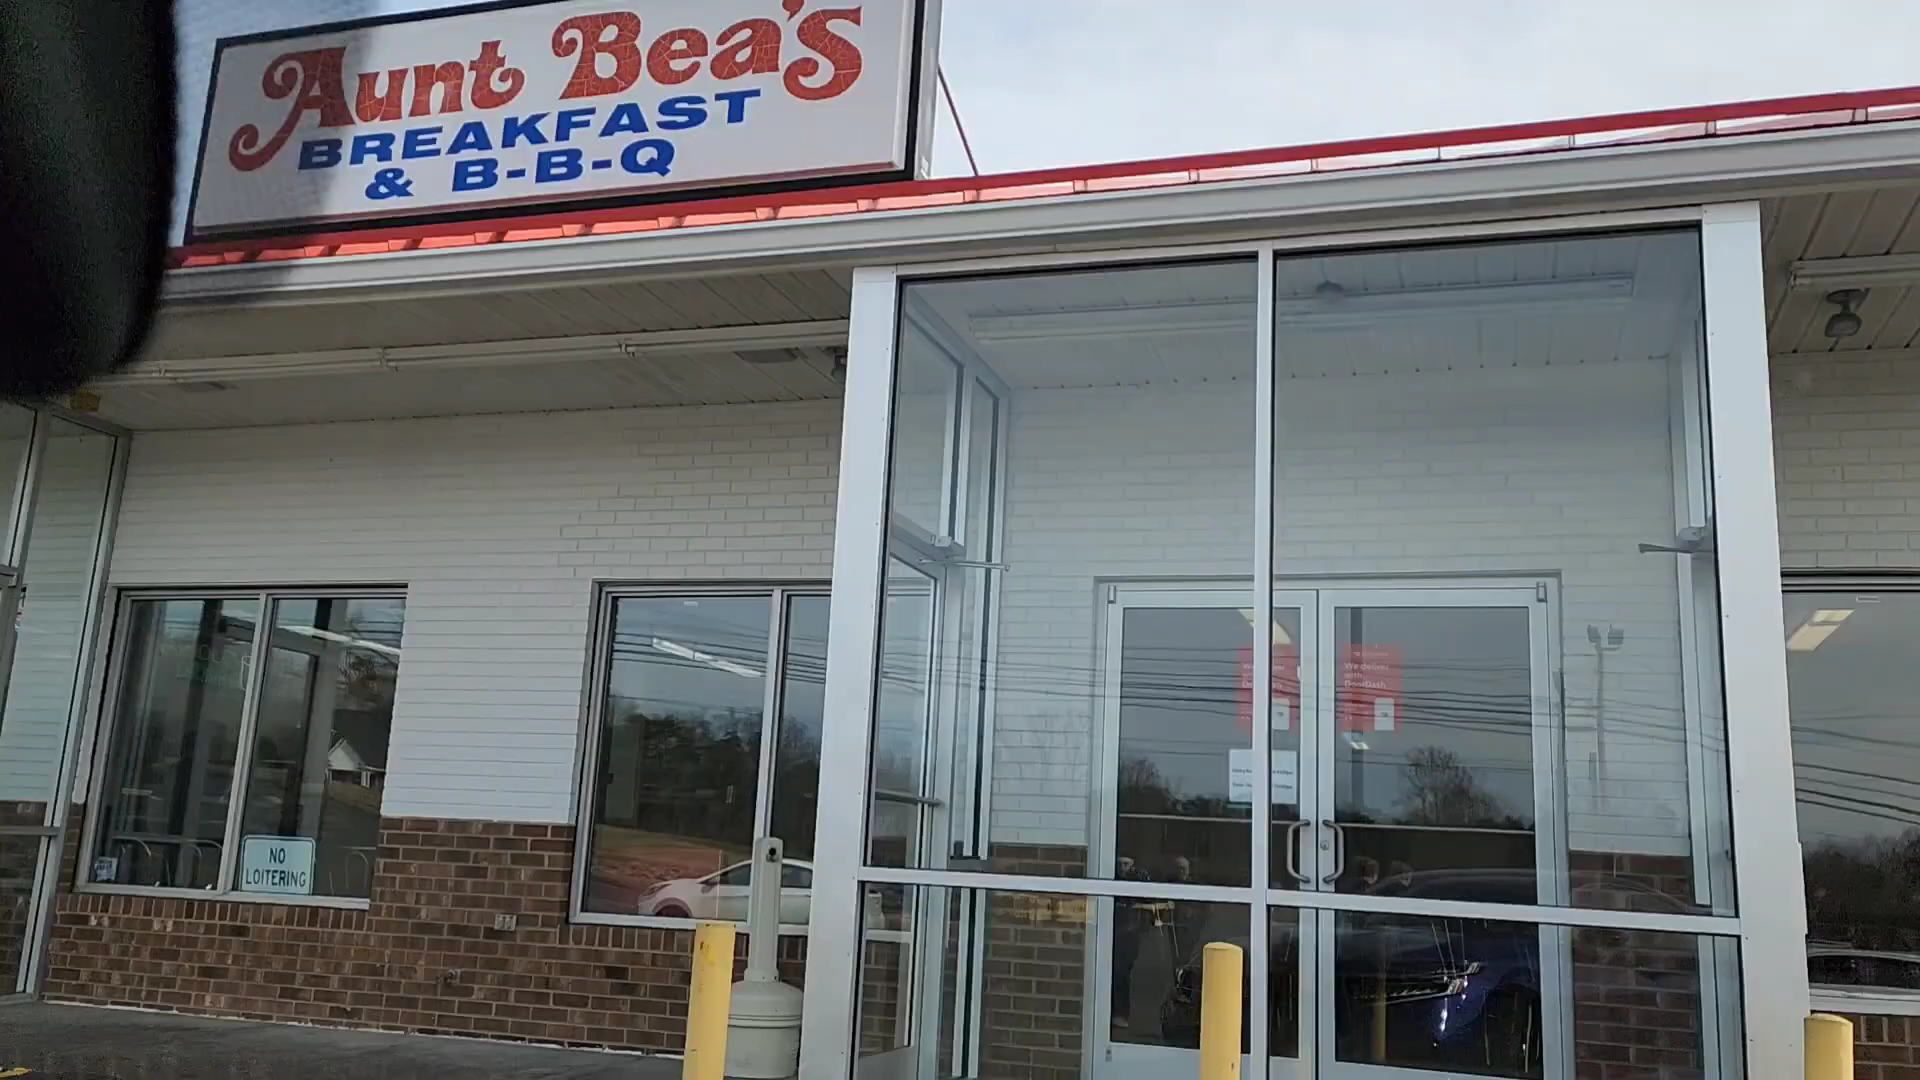 Aunt Bea's
BREAKFAST
& B-B-Q
We deliver
with
DoorDash
NO
LOITERING